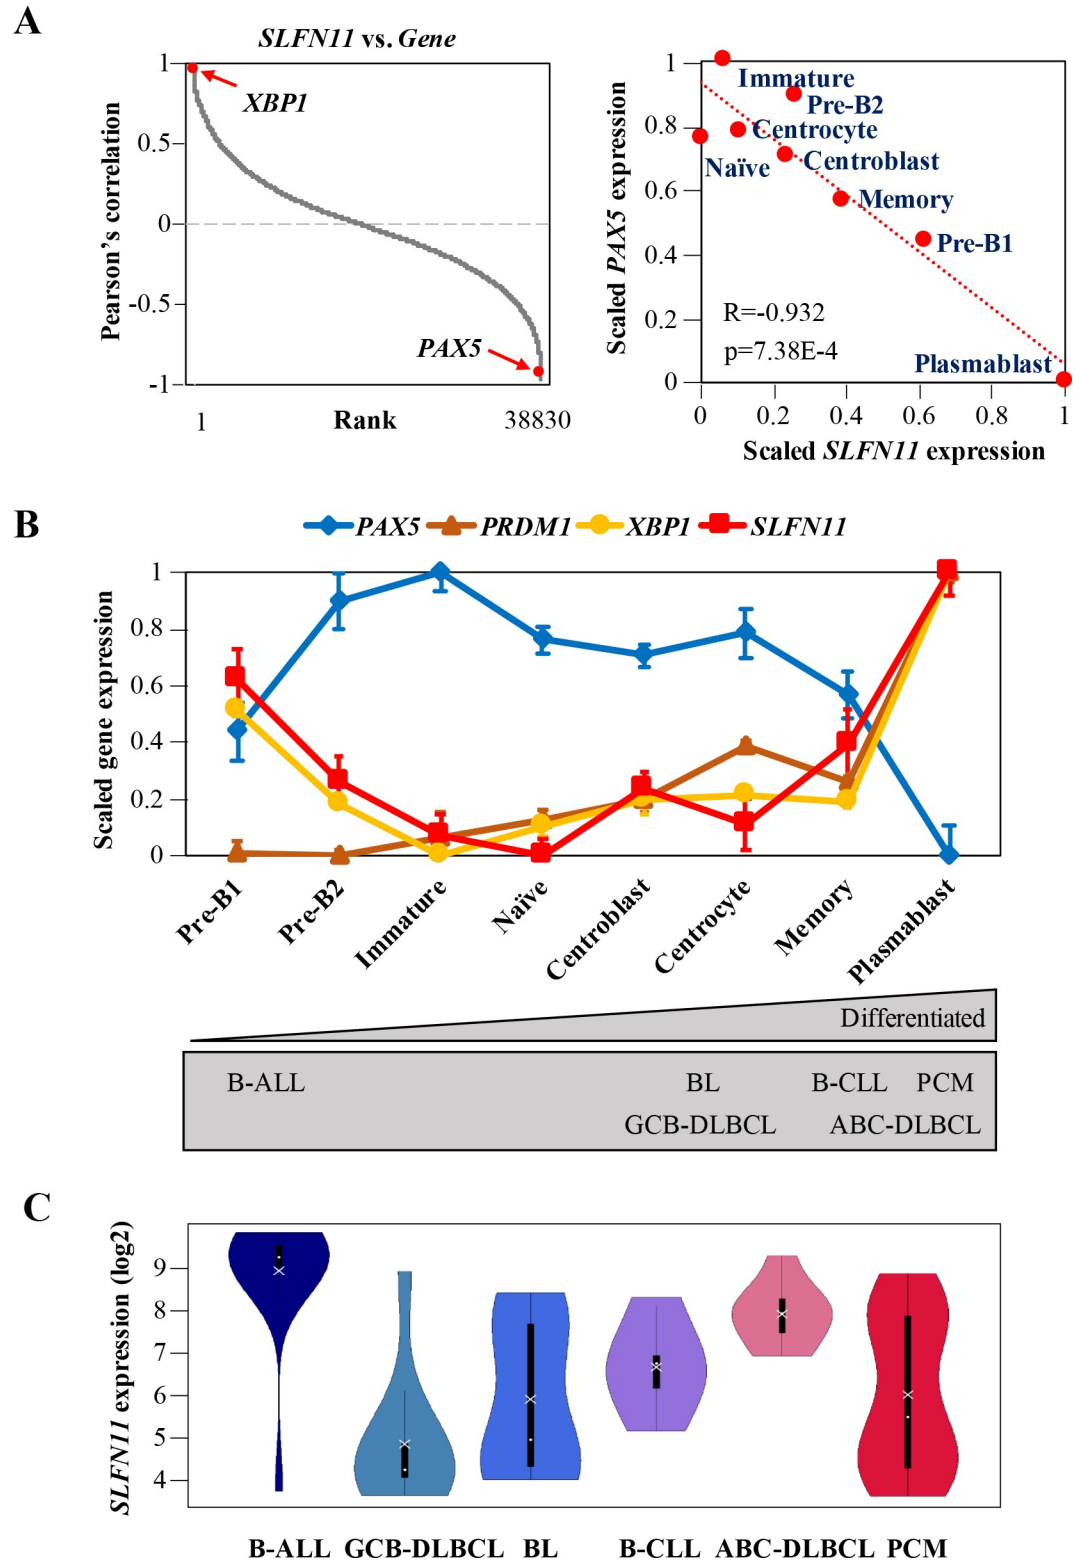 A
SLFN11 vs. Gene
Pearson's correlation
1
0.5
0
-0.5
-1
XBP1
PAX5
1
Rank
38830
Scaled PAX5 expression
1
0.8
0.6
0.4
0.2
0
Immature
Pre-B2
Centrocyte
Naïve
Centroblast
Memory
Pre-B1
R=-0.932
p=7.38E-4
Plasmablast
0 0.2 0.4 0.6 0.8 1
Scaled SLFN11 expression
B
PAX5 PRDM1 XBP1 SLFN11
Scaled gene expression
1
0.8
0.6
0.4
0.2
0
Pre-B1
Pre-B2
Immature
Naïve
Centroblast
Centrocyte
Memory
Plasmablast
Differentiated
B-ALL BL B-CLL PCM
GCB-DLBCL ABC-DLBCL
C
SLFN11 expression (log2)
9
8
7
6
5
4
B-ALL GCB-DLBCL BL B-CLL ABC-DLBCL PCM